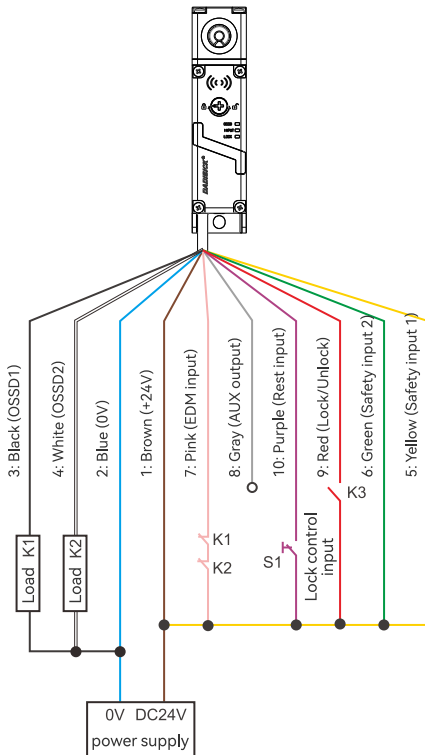 DADISICK®
3: Black (OSSD1)
4: White (OSSD2)
2: Blue (0V)
1: Brown (+24V)
7: Pink (EDM input)
8: Gray (AUX output)
10: Purple (Rest input)
9: Red (Lock/Unlock)
6: Green (Safety input 2)
5: Yellow (Safety input 1)
Load K1
Load K2
K1
K2
S1
Lock control
input
K3
0V DC24V
power supply